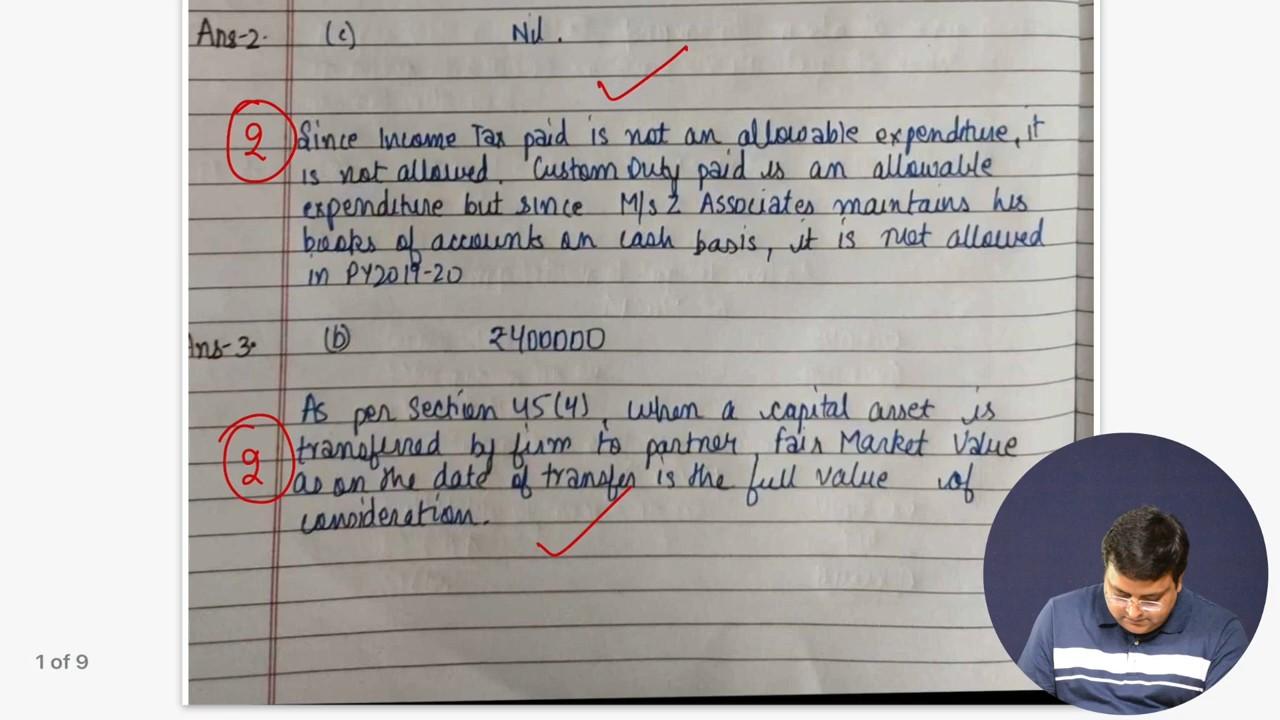 Ans-2. (c) Nil.
2 Since Income Tax paid is not an allowable expenditure, it
is not allowed. Custom Duty paid is an allowable
expenditure but since M/s Z Associates maintains his
books of accounts on cash basis, it is not allowed
in PY2019-20
Ans-3. (b) ₹400000
As per Section 45(4), when a capital asset is
transferred by firm to partner, fair Market Value
2 as on the date of transfer is the full value of
consideration.
1 of 9